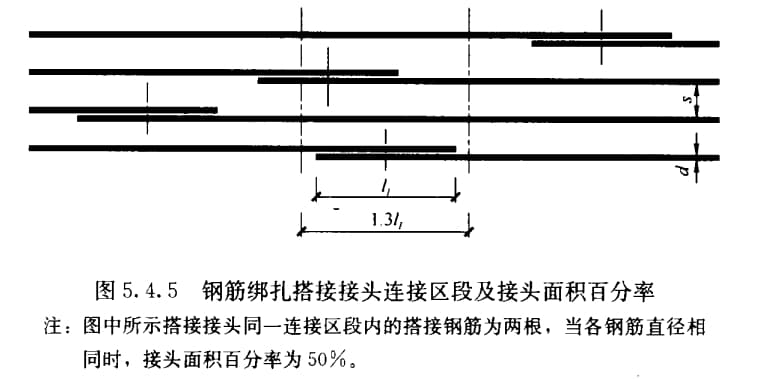 s
d
l_l
1.3l_l
图 5.4.5 钢筋绑扎搭接接头连接区段及接头面积百分率
注：图中所示搭接接头同一连接区段内的搭接钢筋为两根，当各钢筋直径相
同时，接头面积百分率为 50%。